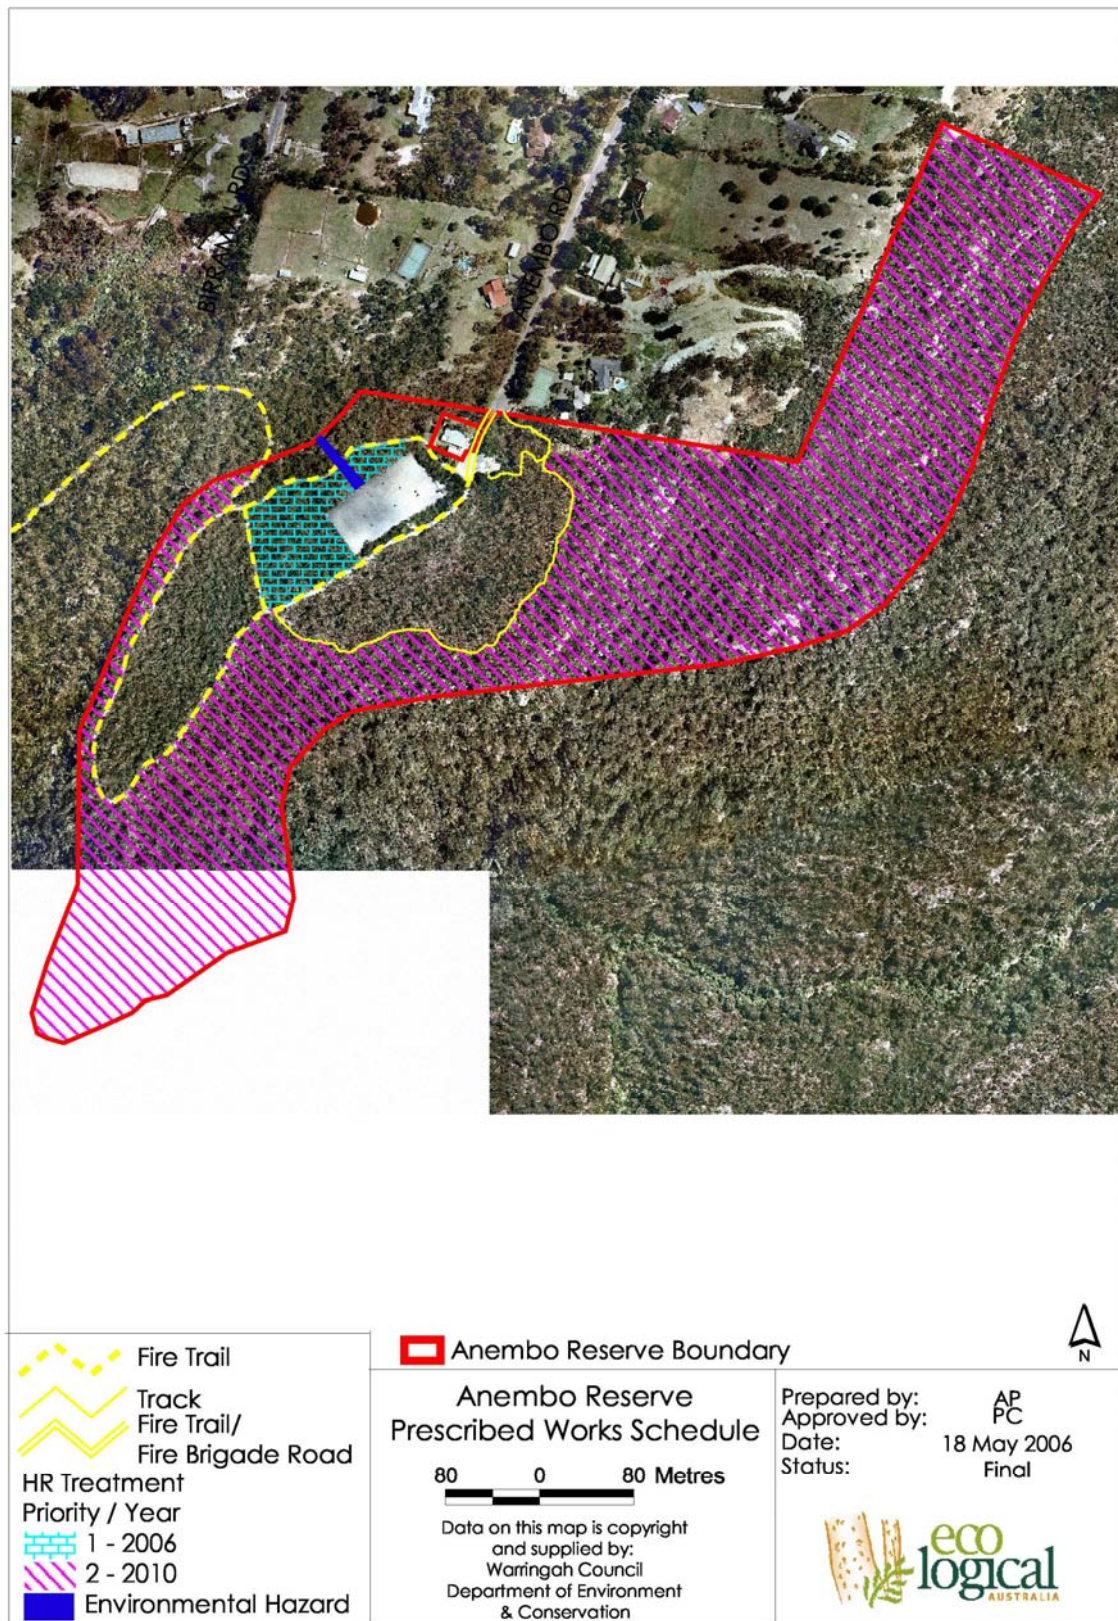 BIRRAMAL RD
ANEMBO RD
Fire Trail
Track
Fire Trail/
Fire Brigade Road
HR Treatment
Priority / Year
1 - 2006
2 - 2010
Environmental Hazard
Anembo Reserve Boundary
Anembo Reserve
Prescribed Works Schedule
80 0 80 Metres
Data on this map is copyright
and supplied by:
Warringah Council
Department of Environment
& Conservation
N
Prepared by: AP
Approved by: PC
Date: 18 May 2006
Status: Final
eco
logical
AUSTRALIA